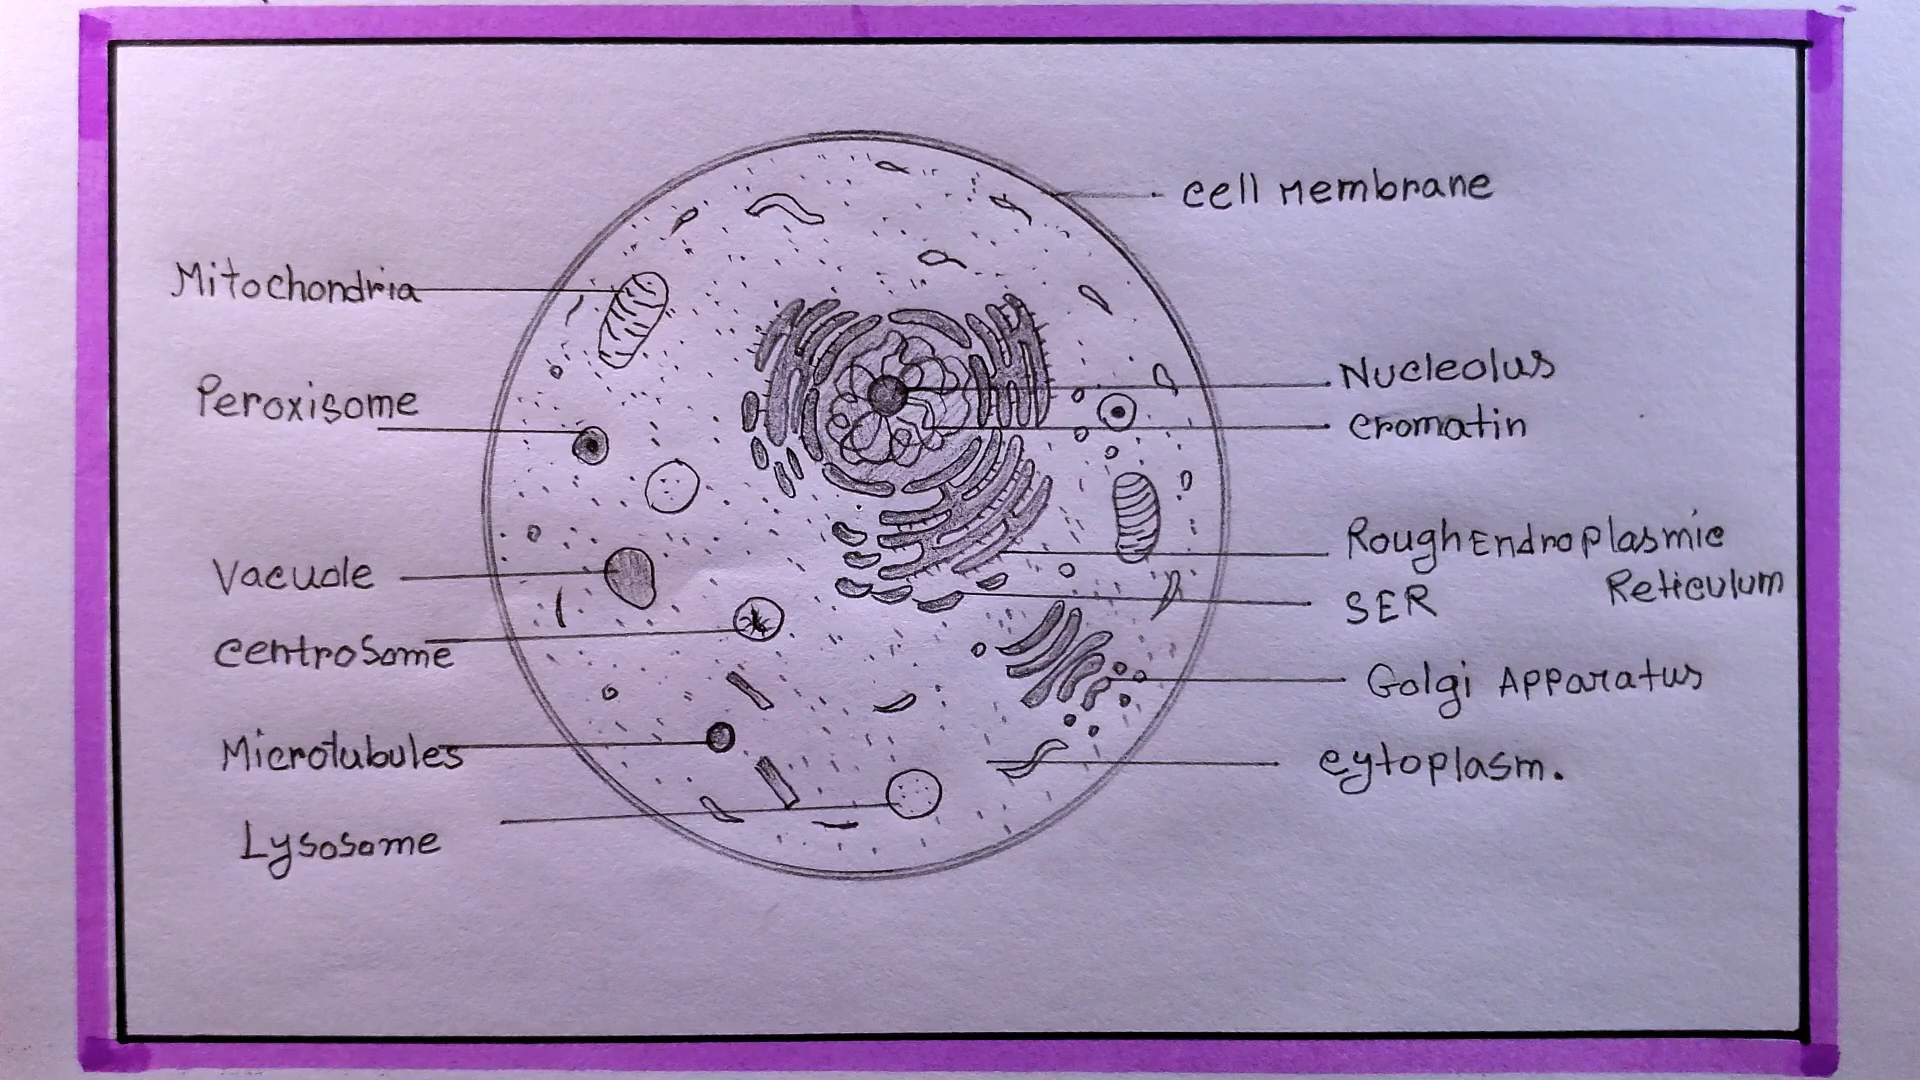 cell Membrane
Mitochondria
Peroxisome
Nucleolus
cromatin
Vacuole
Rough Endroplasmic
Reticulum
SER
centrosome
Golgi Apparatus
Microtubules
cytoplasm.
Lysosome